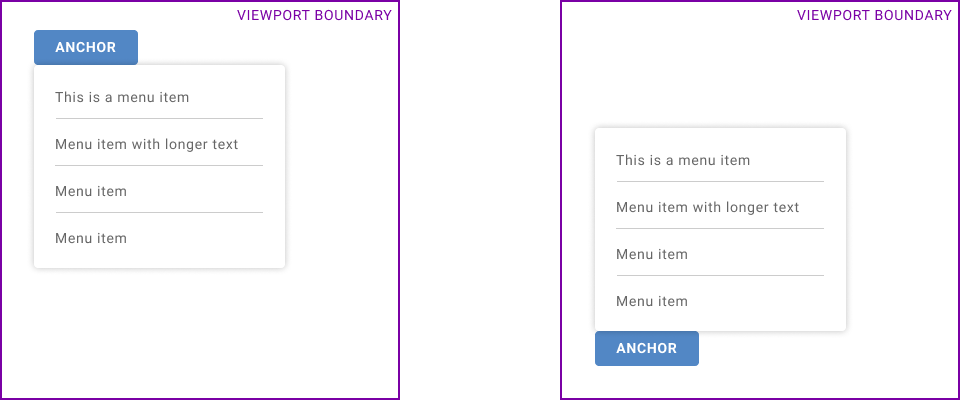 VIEWPORT BOUNDARY
ANCHOR
This is a menu item
Menu item with longer text
Menu item
Menu item
VIEWPORT BOUNDARY
This is a menu item
Menu item with longer text
Menu item
Menu item
ANCHOR